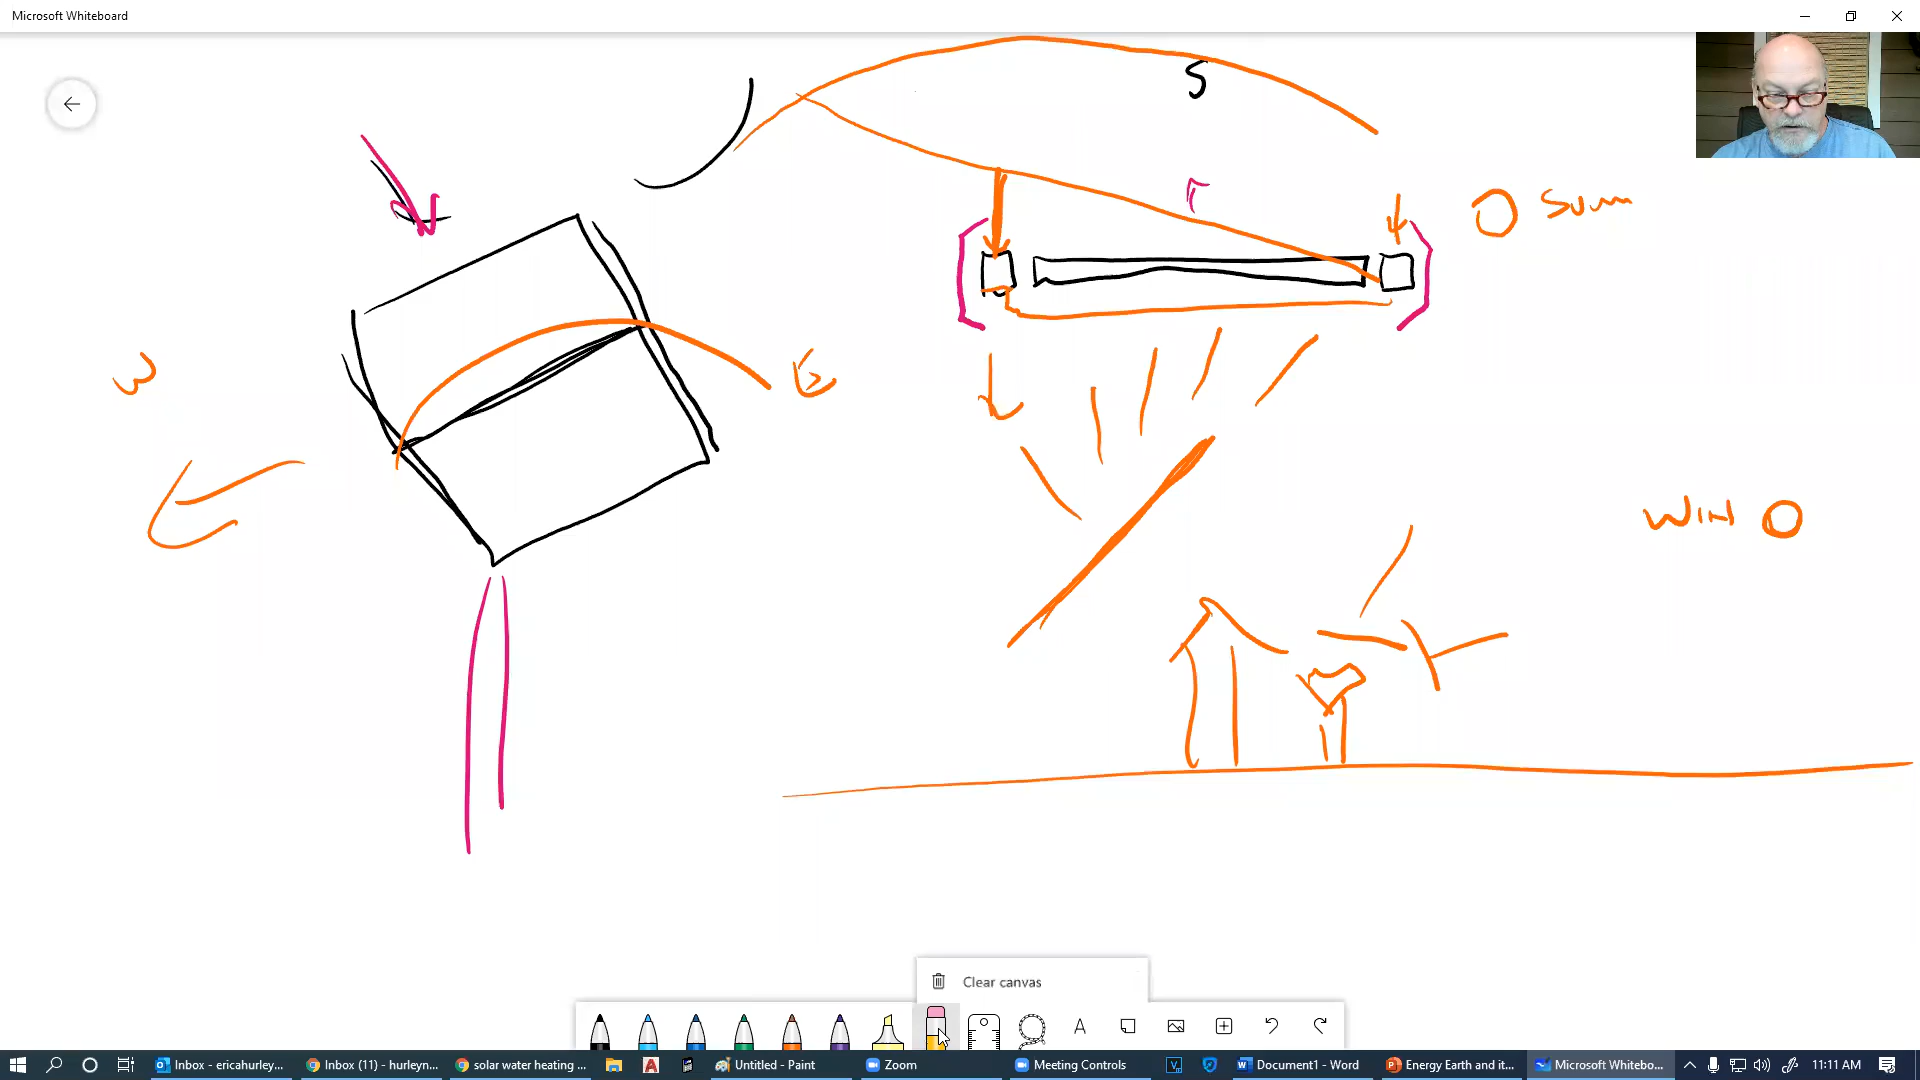 Microsoft Whiteboard
S
Sum
W
E
WIN
Clear canvas
A
Inbox - ericahurley...
Inbox (11) - hurleyn...
solar water heating ...
Untitled - Paint
Zoom
Meeting Controls
Document1 - Word
Energy Earth and it...
Microsoft Whitebo...
11:11 AM